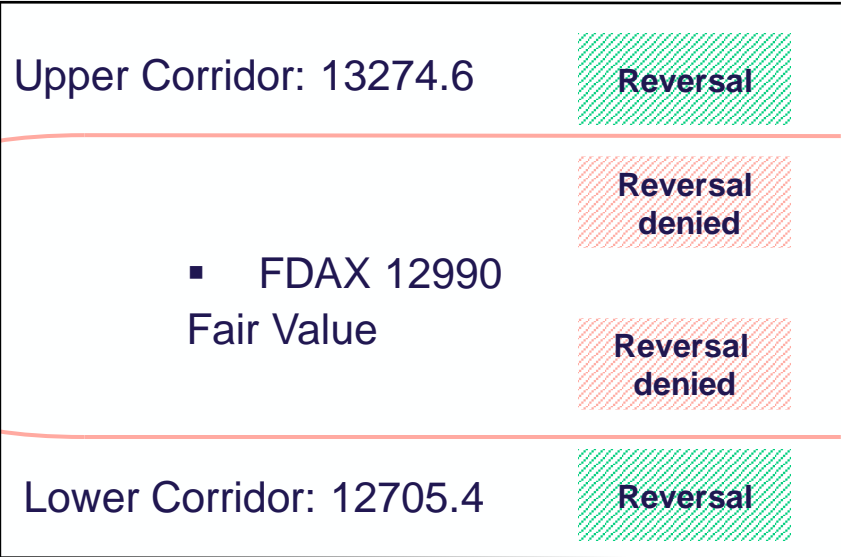 Upper Corridor: 13274.6
Reversal
Reversal
denied
▪ FDAX 12990
Fair Value
Reversal
denied
Lower Corridor: 12705.4
Reversal